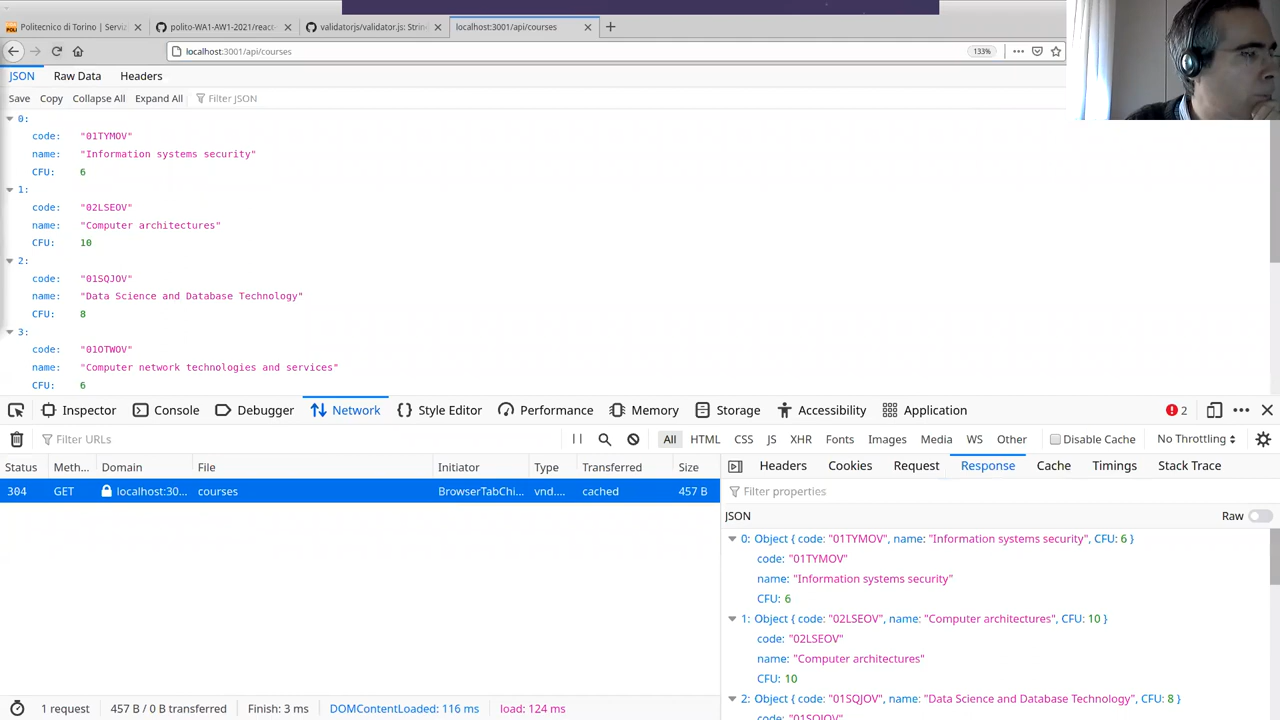 Politecnico di Torino | Servizi
polito-WA1-AW1-2021/react-
validatorjs/validator.js: String
localhost:3001/api/courses
localhost:3001/api/courses
133%
JSON Raw Data Headers
Save Copy Collapse All Expand All Filter JSON
0:
code: "01TYMOV"
name: "Information systems security"
CFU: 6
1:
code: "02LSEOV"
name: "Computer architectures"
CFU: 10
2:
code: "01SQJOV"
name: "Data Science and Database Technology"
CFU: 8
3:
code: "01OTWOV"
name: "Computer network technologies and services"
CFU: 6
Inspector Console Debugger Network Style Editor Performance Memory Storage Accessibility Application 2
Filter URLs All HTML CSS JS XHR Fonts Images Media WS Other Disable Cache No Throttling
Status Meth... Domain File Initiator Type Transferred Size
304 GET localhost:30... courses BrowserTabChi... vnd.... cached 457 B
Headers Cookies Request Response Cache Timings Stack Trace
Filter properties
JSON Raw
0: Object { code: "01TYMOV", name: "Information systems security", CFU: 6 }
code: "01TYMOV"
name: "Information systems security"
CFU: 6
1: Object { code: "02LSEOV", name: "Computer architectures", CFU: 10 }
code: "02LSEOV"
name: "Computer architectures"
CFU: 10
2: Object { code: "01SQJOV", name: "Data Science and Database Technology", CFU: 8 }
code: "01SQJOV"
1 request 457 B / 0 B transferred Finish: 3 ms DOMContentLoaded: 116 ms load: 124 ms